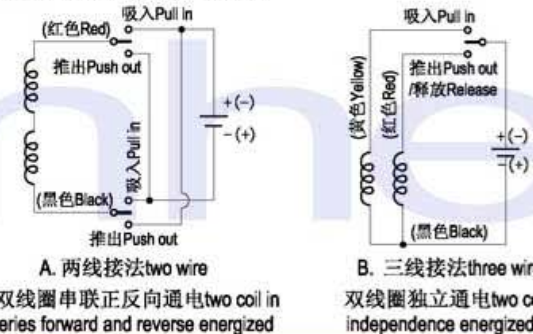 吸入Pull in
(红色Red)
推出Push out
+(−)
−(+)
吸入Pull in
(黑色Black)
推出Push out
A. 两线接法two wire
双线圈串联正反向通电two coil in
eries forward and reverse energized
吸入Pull in
推出Push out
/释放Release
(黄色Yellow)
(红色Red)
+(−)
−(+)
(黑色Black)
B. 三线接法three wir
双线圈独立通电two co
independence energized